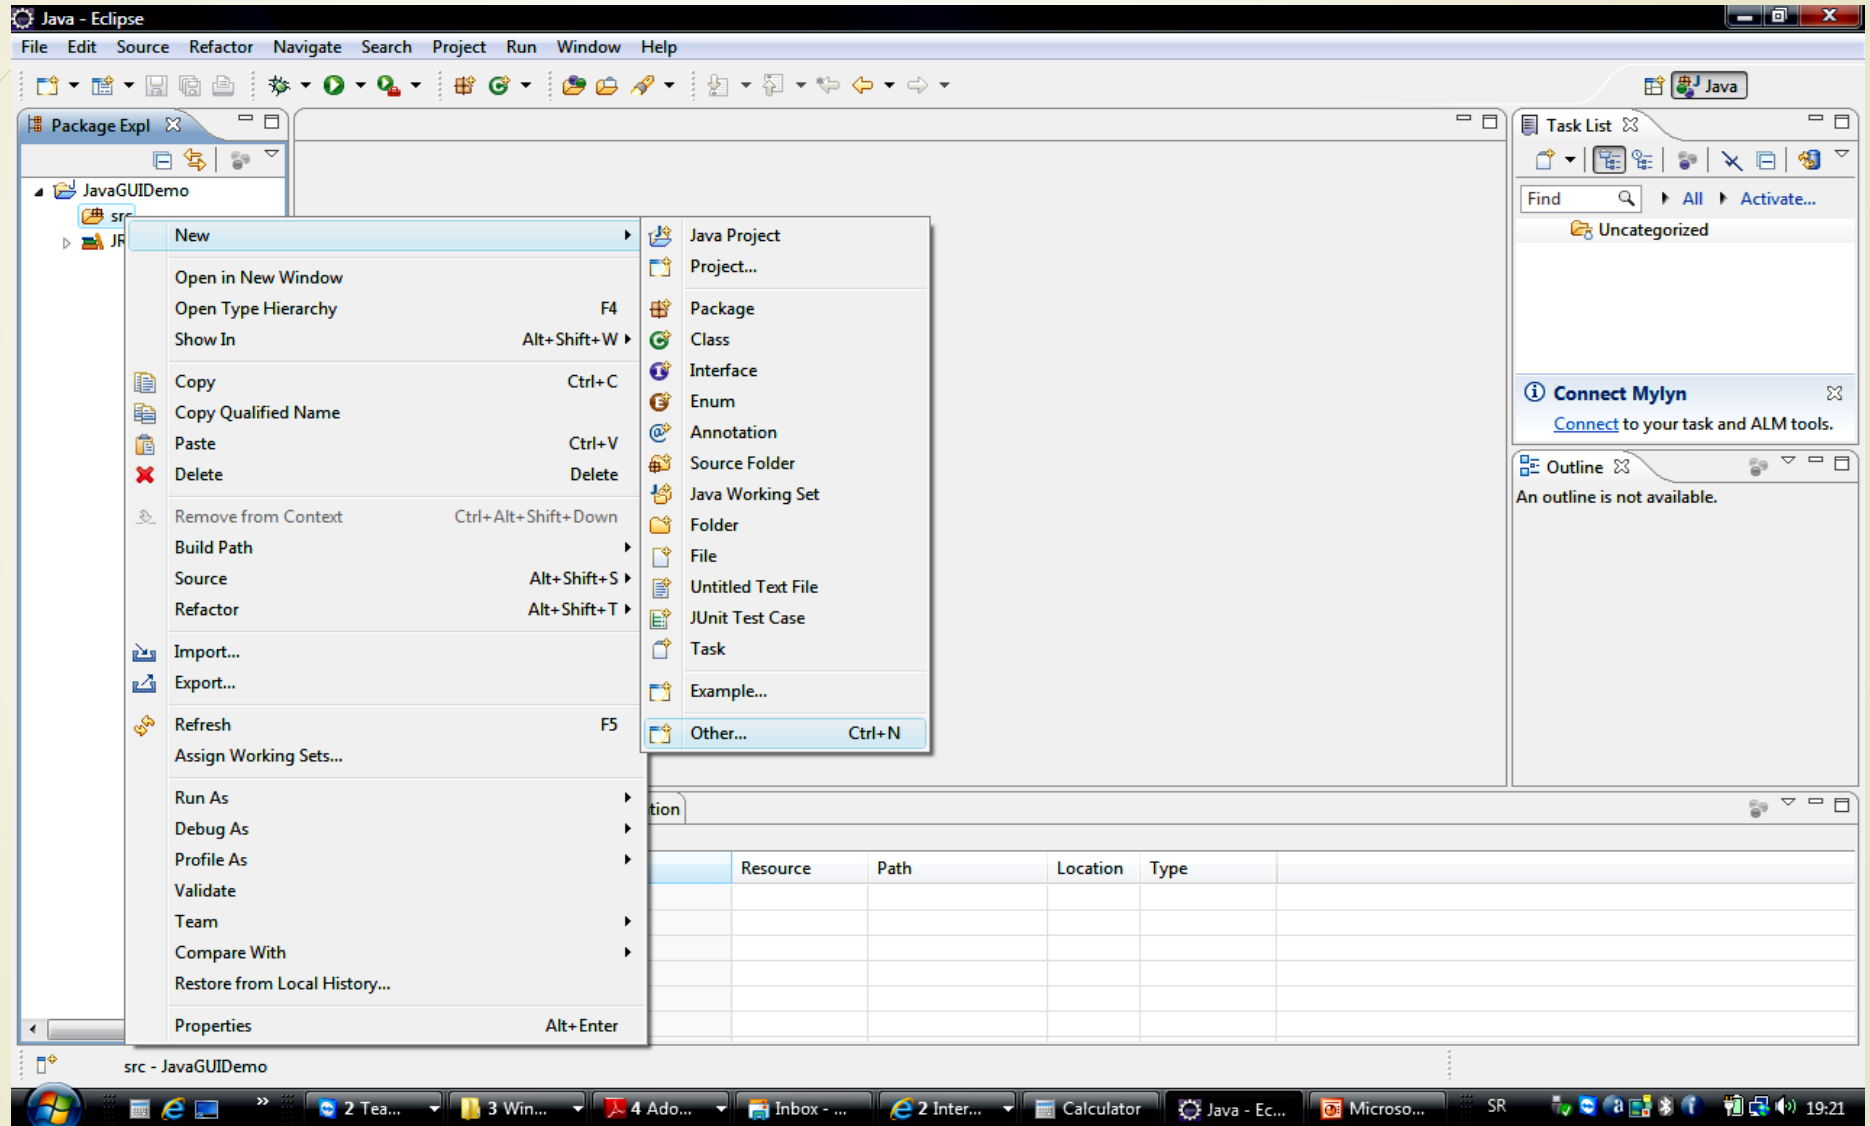 Java - Eclipse
File Edit Source Refactor Navigate Search Project Run Window Help
Java
Package Expl
Task List
JavaGUIDemo
src
JR
Find All Activate...
Uncategorized
New
Open in New Window
Open Type Hierarchy F4
Show In Alt+Shift+W
Copy Ctrl+C
Copy Qualified Name
Paste Ctrl+V
Delete Delete
Remove from Context Ctrl+Alt+Shift+Down
Build Path
Source Alt+Shift+S
Refactor Alt+Shift+T
Import...
Export...
Refresh F5
Assign Working Sets...
Run As
Debug As
Profile As
Validate
Team
Compare With
Restore from Local History...
Properties Alt+Enter
Java Project
Project...
Package
Class
Interface
Enum
Annotation
Source Folder
Java Working Set
Folder
File
Untitled Text File
JUnit Test Case
Task
Example...
Other... Ctrl+N
Connect Mylyn
Connect to your task and ALM tools.
Outline
An outline is not available.
tion
Resource Path Location Type
src - JavaGUIDemo
2 Tea... 3 Win... 4 Ado... Inbox - ... 2 Inter... Calculator Java - Ec... Microso... SR 19:21